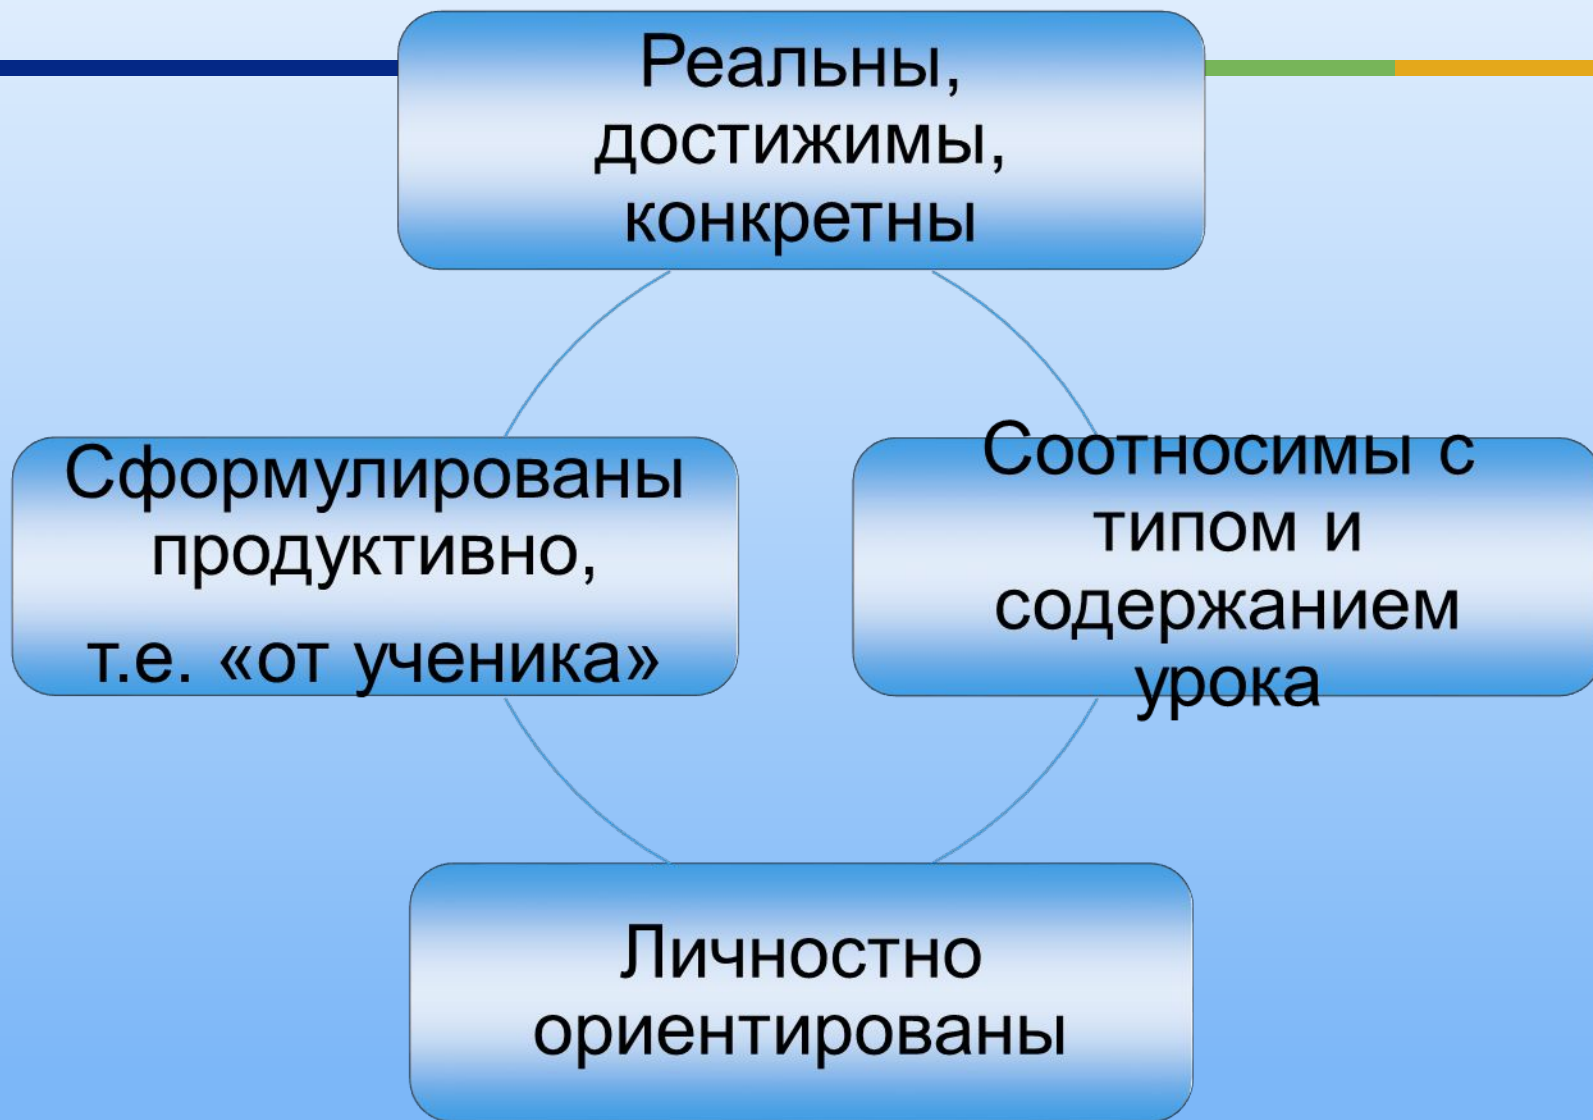 Реальны,
достижимы,
конкретны
Сформулированы
продуктивно,
т.е. «от ученика»
Соотносимы с
типом и
содержанием
урока
Личностно
ориентированы